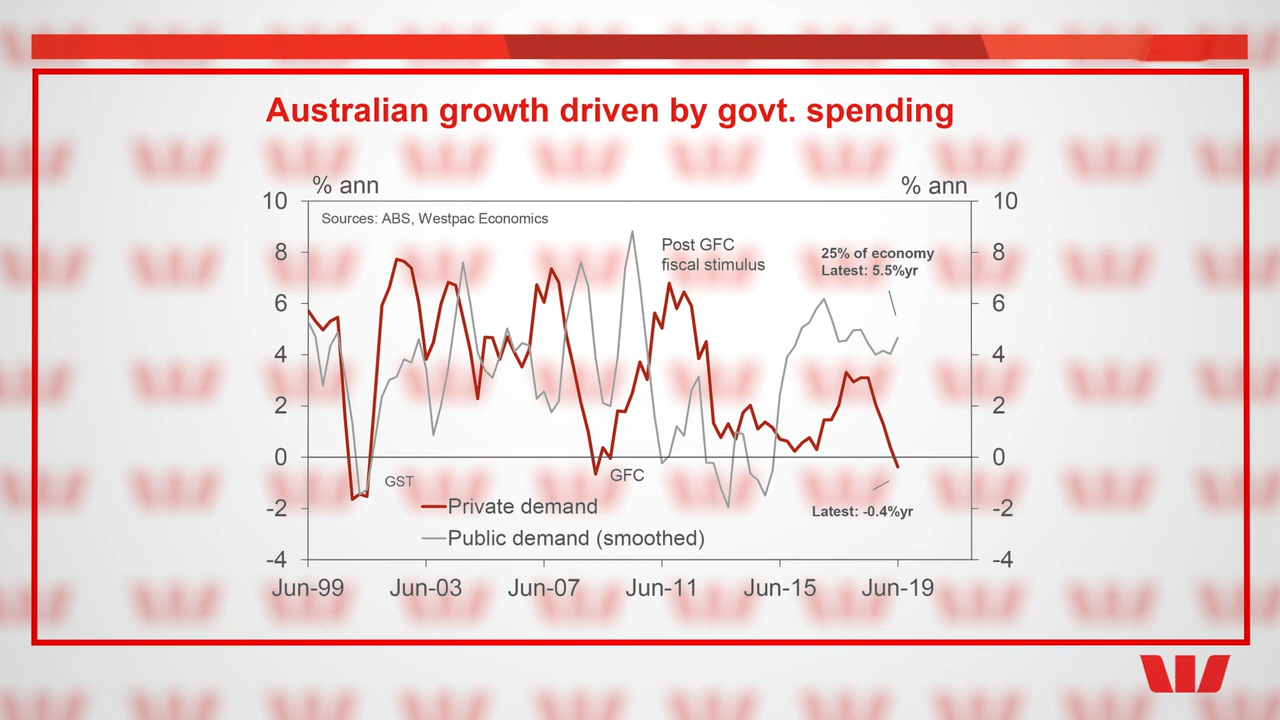 Australian growth driven by govt. spending
% ann
% ann
10
10
Sources: ABS, Westpac Economics
Post GFC
fiscal stimulus
25% of economy
Latest: 5.5%yr
8
8
6
6
4
4
2
2
0
0
GST
GFC
Private demand
Latest: -0.4%yr
-2
-2
Public demand (smoothed)
-4
-4
Jun-99
Jun-03
Jun-07
Jun-11
Jun-15
Jun-19